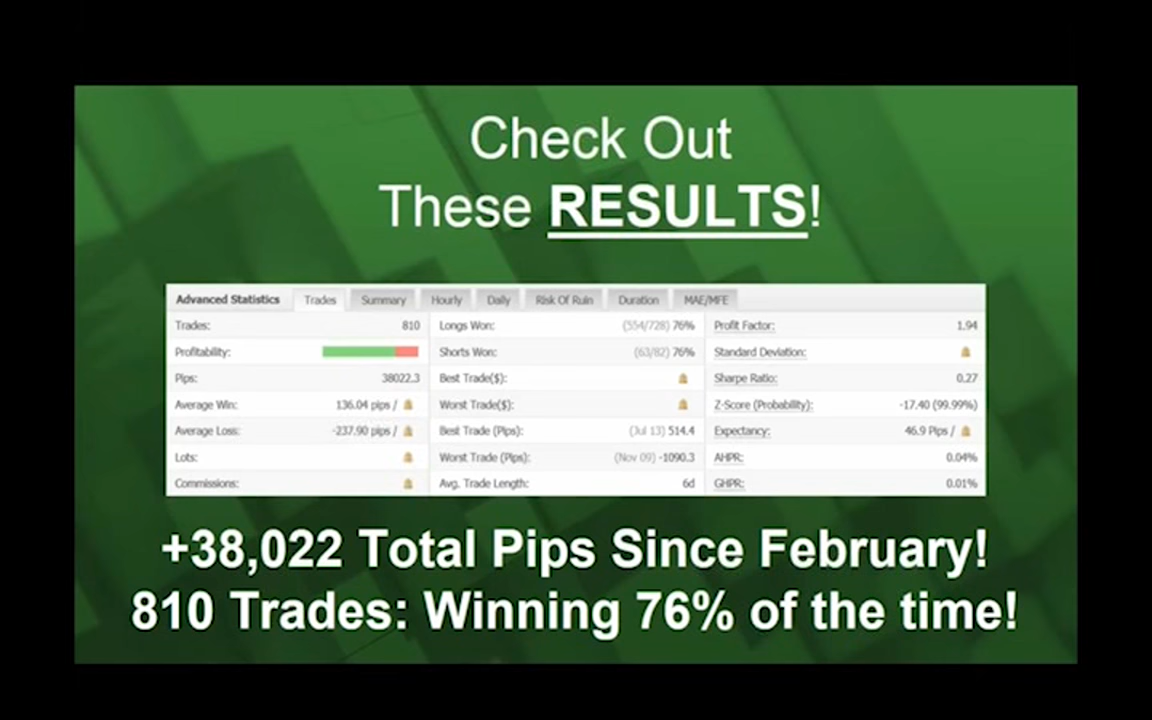 Check Out
These RESULTS!
Advanced Statistics Trades Summary Hourly Daily Risk Of Ruin Duration MAE/MFE
Trades: 810 Longs Won: (554/728) 76% Profit Factor: 1.94
Profitability: Shorts Won: (63/82) 76% Standard Deviation:
Pips: 38022.3 Best Trade($): Sharpe Ratio: 0.27
Average Win: 136.04 pips / Worst Trade($): Z-Score (Probability): -17.40 (99.99%)
Average Loss: -237.90 pips / Best Trade (Pips): (Jul 13) 514.4 Expectancy: 46.9 Pips /
Lots: Worst Trade (Pips): (Nov 09) -1090.3 AHPR: 0.04%
Commissions: Avg. Trade Length: 6d GHPR: 0.01%
+38,022 Total Pips Since February!
810 Trades: Winning 76% of the time!